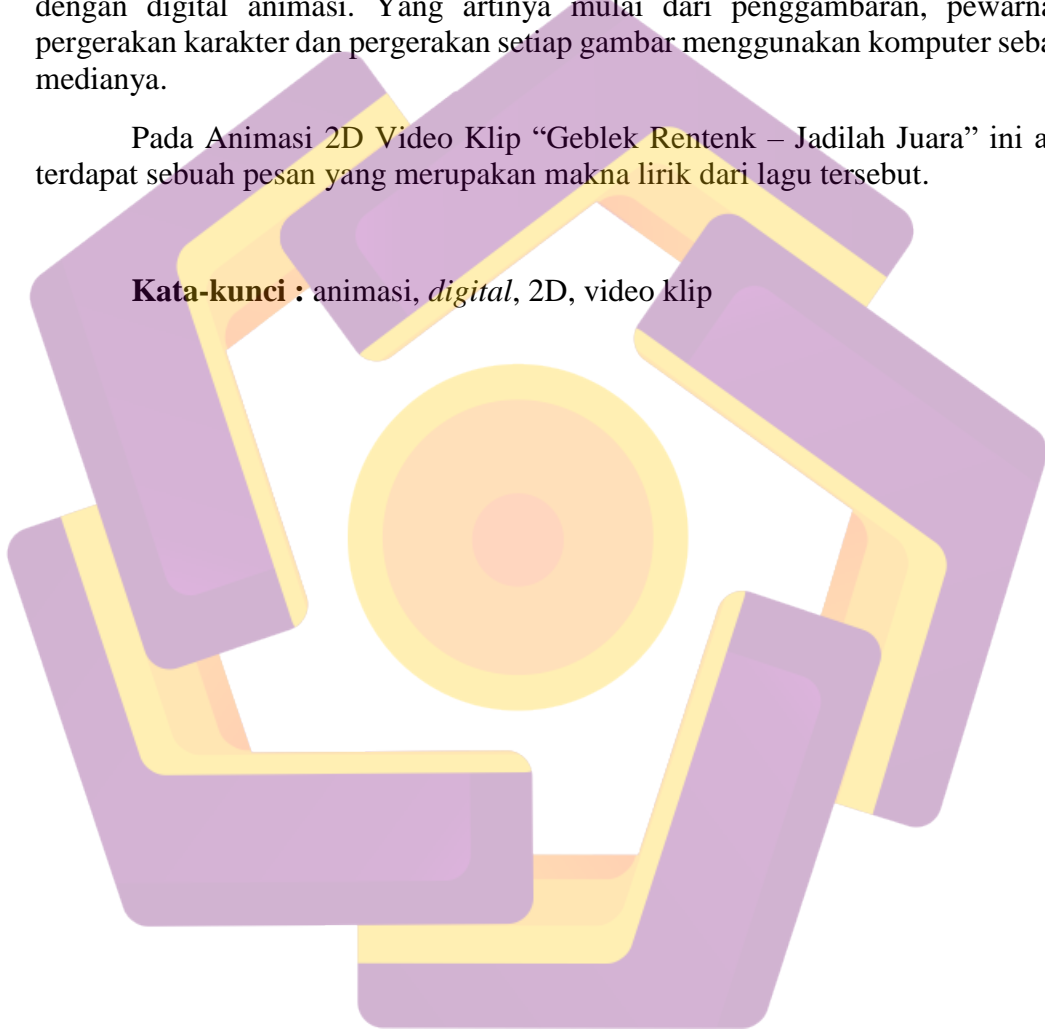 dengan digital animasi. Yang artinya mulai dari penggambaran, pewarna
pergerakan karakter dan pergerakan setiap gambar menggunakan komputer seba
medianya.
Pada Animasi 2D Video Klip “Geblek Rentenk – Jadilah Juara” ini a
terdapat sebuah pesan yang merupakan makna lirik dari lagu tersebut.
Kata-kunci : animasi, digital, 2D, video klip